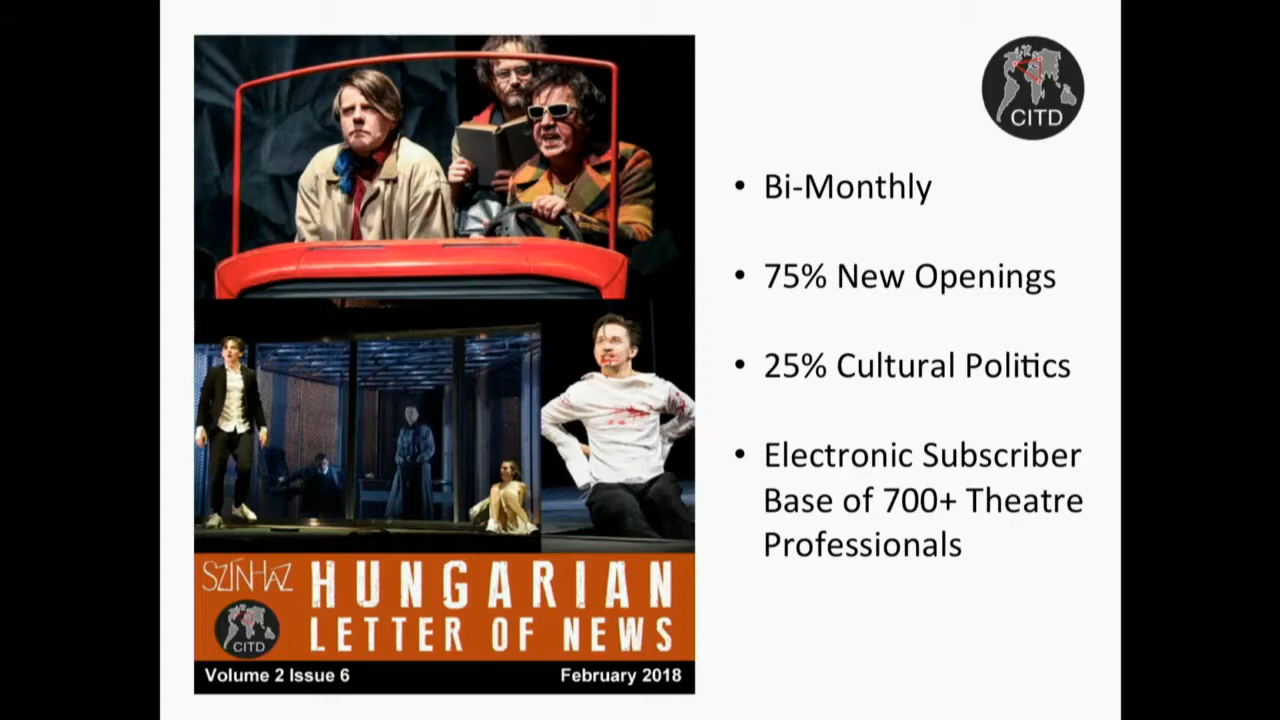 SZÍNHÁZ
HUNGARIAN
LETTER OF NEWS
CITD
Volume 2 Issue 6
February 2018
CITD
• Bi-Monthly
• 75% New Openings
• 25% Cultural Politics
• Electronic Subscriber
Base of 700+ Theatre
Professionals